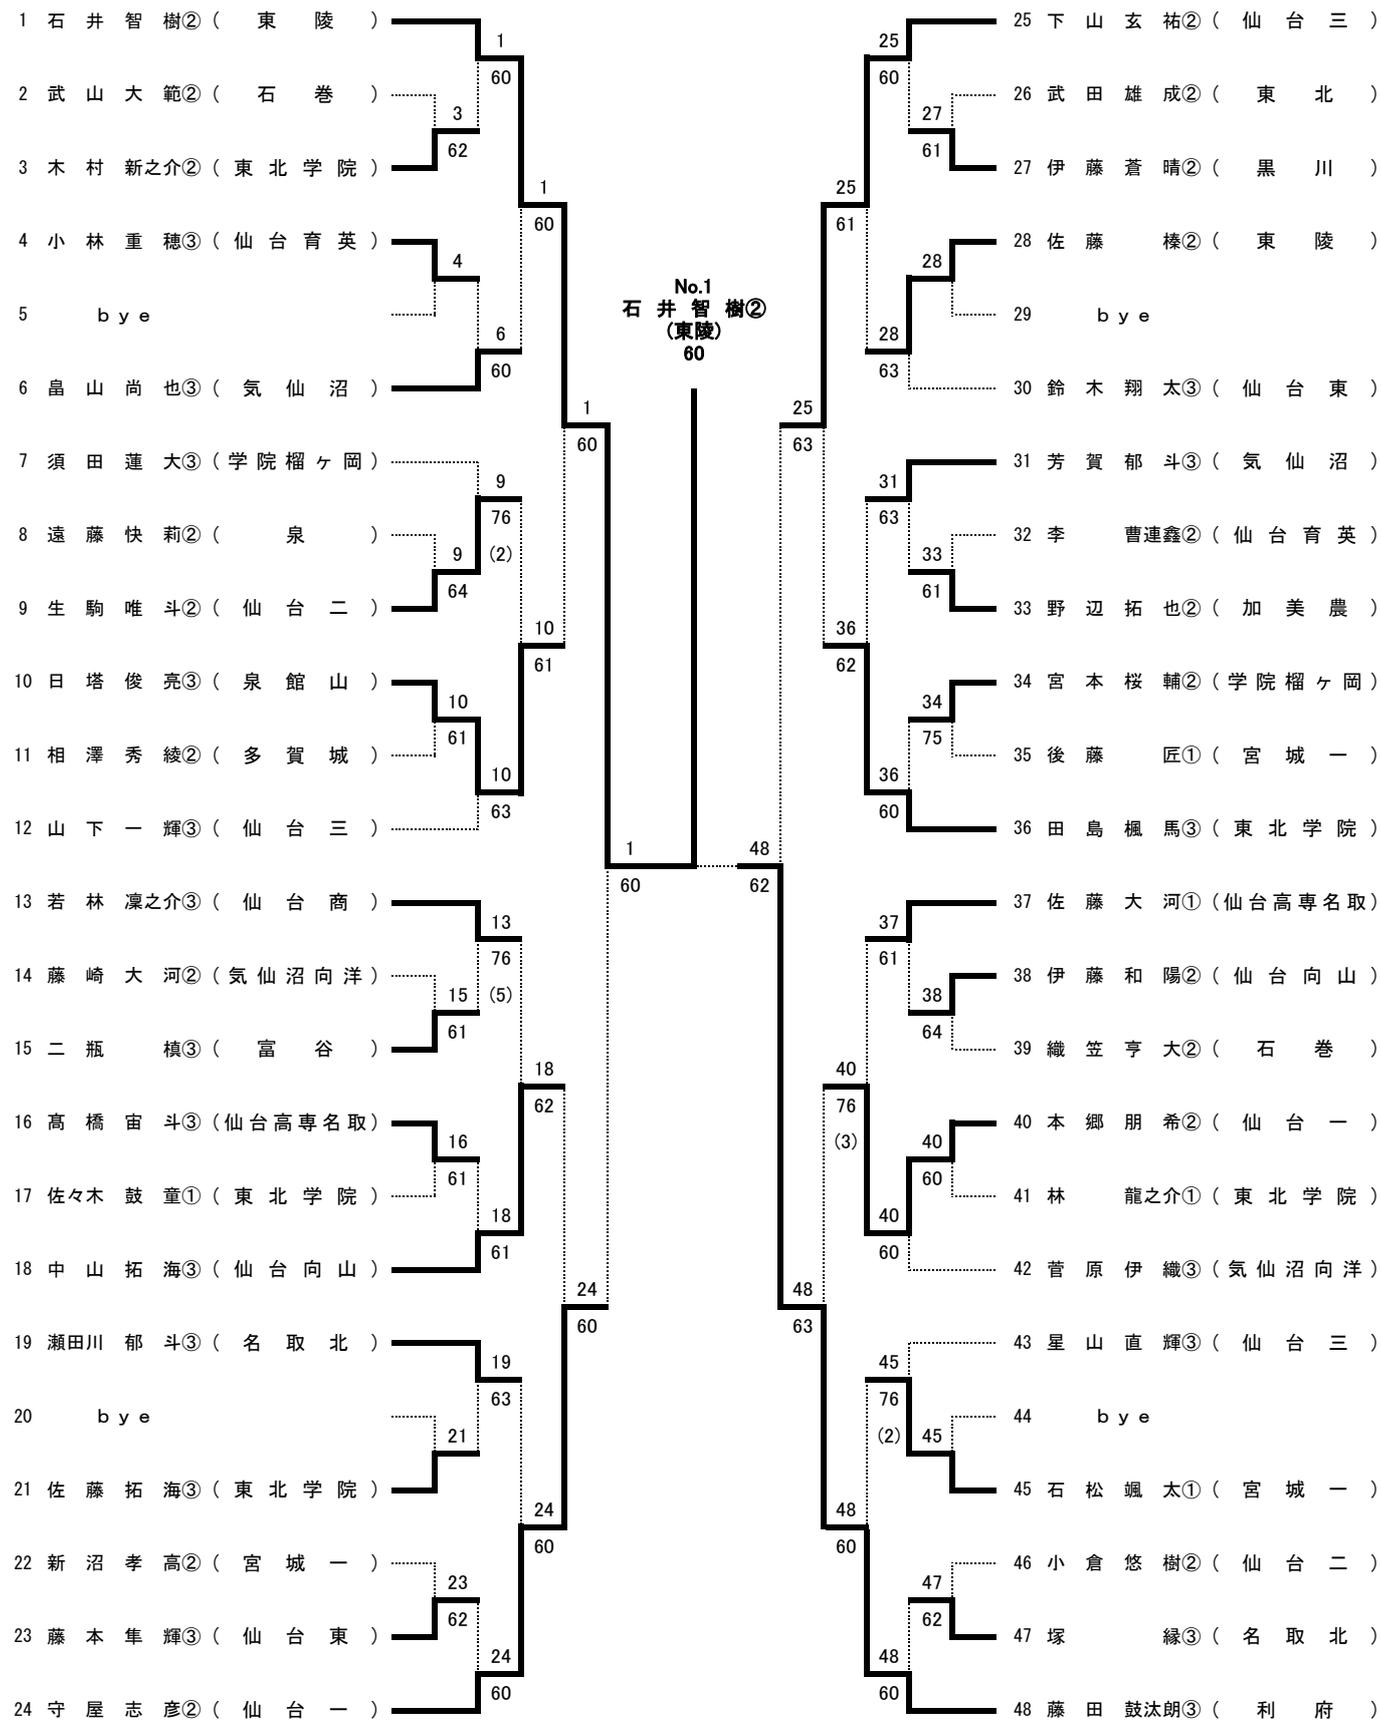 1 石井智樹②（東陵）
2 武山大範②（石巻）
3 木村新之介②（東北学院）
4 小林重穂③（仙台育英）
5 ｂｙｅ
6 畠山尚也③（気仙沼）
7 須田蓮大③（学院榴ヶ岡）
8 遠藤快莉②（泉）
9 生駒唯斗②（仙台二）
10 日塔俊亮③（泉館山）
11 相澤秀綾②（多賀城）
12 山下一輝③（仙台三）
13 若林凜之介③（仙台商）
14 藤崎大河②（気仙沼向洋）
15 二瓶槙③（富谷）
16 髙橋宙斗③（仙台高専名取）
17 佐々木鼓童①（東北学院）
18 中山拓海③（仙台向山）
19 瀬田川郁斗③（名取北）
20 ｂｙｅ
21 佐藤拓海③（東北学院）
22 新沼孝高②（宮城一）
23 藤本隼輝③（仙台東）
24 守屋志彦②（仙台一）
3
62
4
9
64
10
61
15
61
16
61
21
23
62
1
60
6
60
9
76
(2)
10
63
13
76
(5)
18
61
19
63
24
60
1
60
10
61
18
62
24
60
1
60
24
60
1
60
No.1
石井智樹②
（東陵）
60
48
62
25
63
48
63
25
61
36
62
40
76
(3)
48
60
25
60
28
63
31
63
36
60
37
61
40
60
45
76
(2)
48
60
27
61
28
33
61
34
75
38
64
40
60
45
47
62
25 下山玄祐②（仙台三）
26 武田雄成②（東北）
27 伊藤蒼晴②（黒川）
28 佐藤榛②（東陵）
29 ｂｙｅ
30 鈴木翔太③（仙台東）
31 芳賀郁斗③（気仙沼）
32 李曹連鑫②（仙台育英）
33 野辺拓也②（加美農）
34 宮本桜輔②（学院榴ヶ岡）
35 後藤匠①（宮城一）
36 田島楓馬③（東北学院）
37 佐藤大河①（仙台高専名取）
38 伊藤和陽②（仙台向山）
39 織笠亨大②（石巻）
40 本郷朋希②（仙台一）
41 林龍之介①（東北学院）
42 菅原伊織③（気仙沼向洋）
43 星山直輝③（仙台三）
44 ｂｙｅ
45 石松颯太①（宮城一）
46 小倉悠樹②（仙台二）
47 塚縁③（名取北）
48 藤田鼓汰朗③（利府）